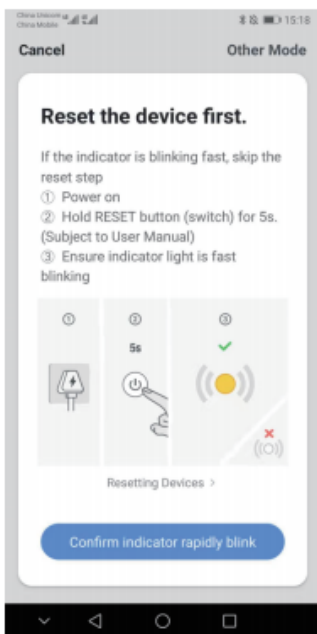 China Unicom
China Mobile
15:18
Cancel
Other Mode
Reset the device first.
If the indicator is blinking fast, skip the
reset step
① Power on
② Hold RESET button (switch) for 5s.
(Subject to User Manual)
③ Ensure indicator light is fast
blinking
① ② ③
5s
Resetting Devices >
Confirm indicator rapidly blink